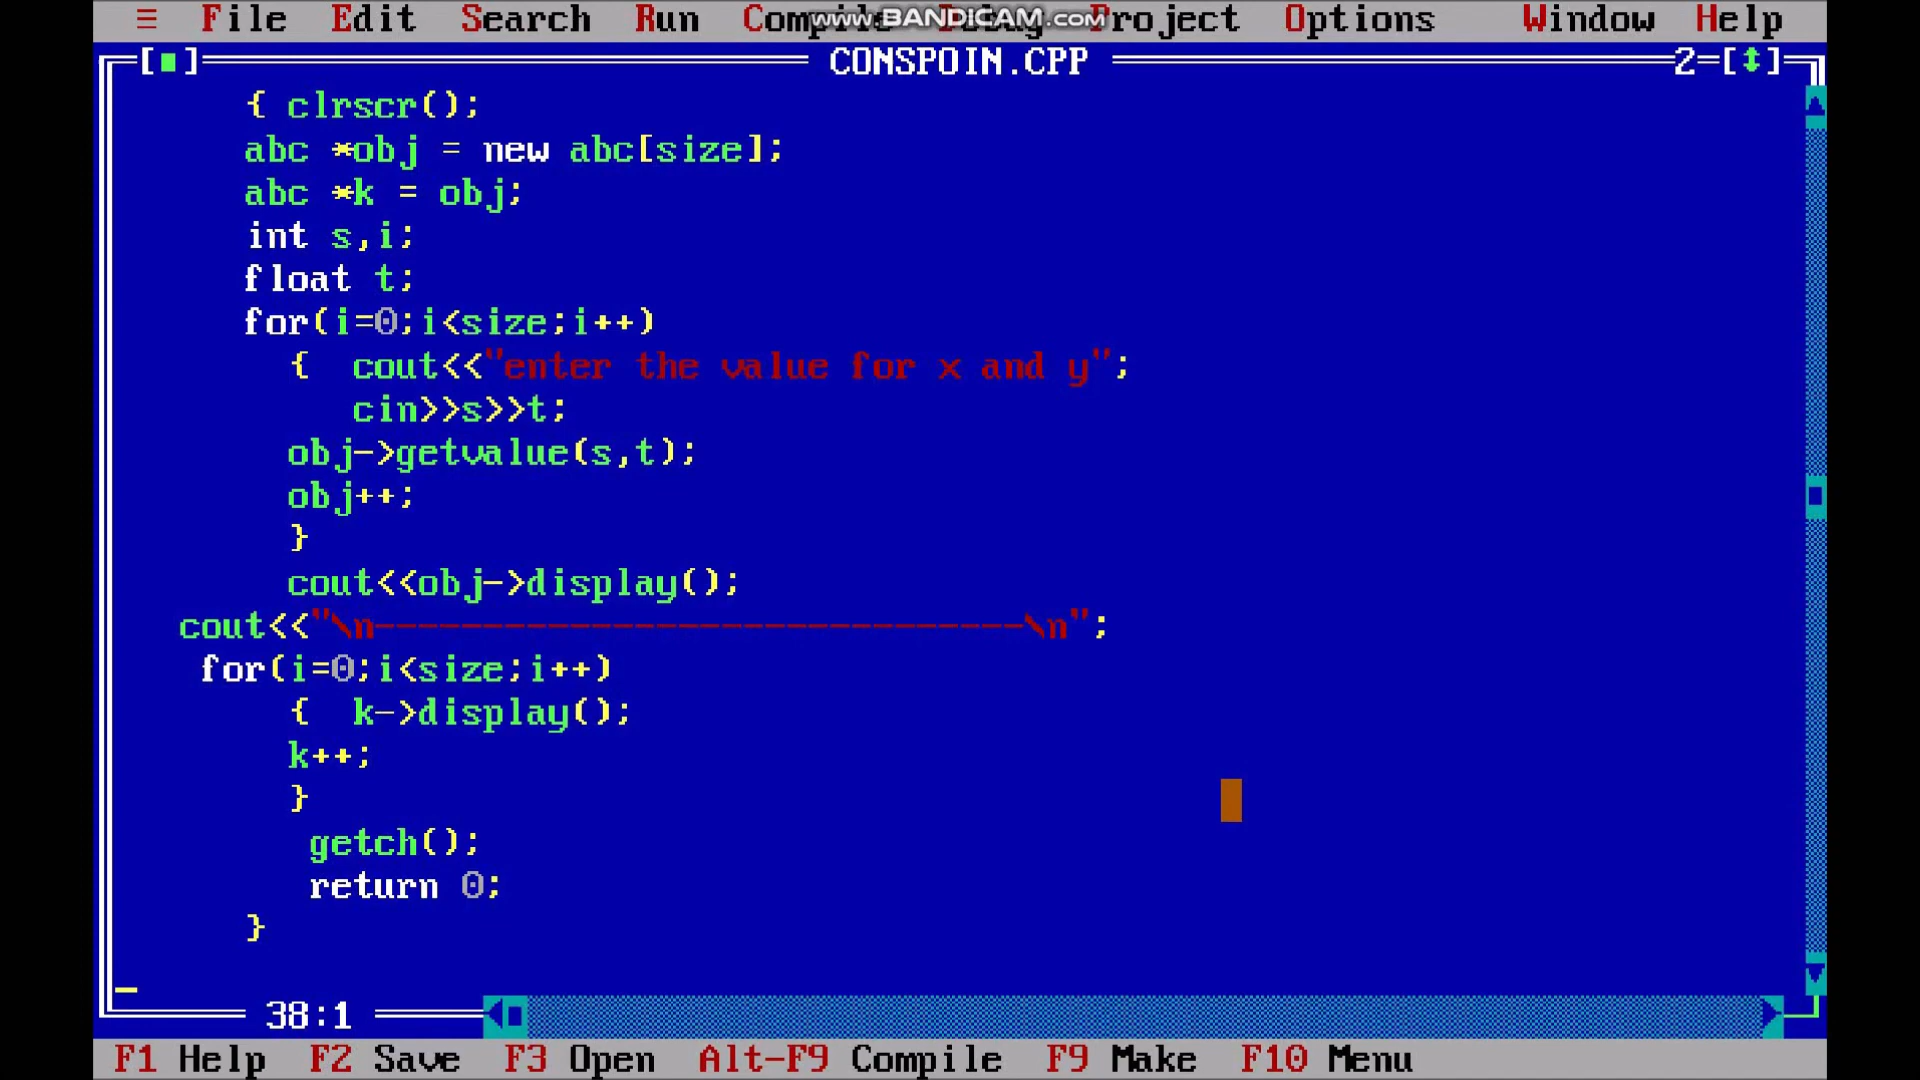 ≡ File Edit Search Run Compile Debug Project Options Window Help
www.BANDICAM.com
[■] CONSPOIN.CPP 2=[↕]
{ clrscr();
abc *obj = new abc[size];
abc *k = obj;
int s,i;
float t;
for(i=0;i<size;i++)
{ cout<<"enter the value for x and y";
cin>>s>>t;
obj->getvalue(s,t);
obj++;
}
cout<<obj->display();
cout<<"\n------------------------------\n";
for(i=0;i<size;i++)
{ k->display();
k++;
}
getch();
return 0;
}
38:1
F1 Help F2 Save F3 Open Alt-F9 Compile F9 Make F10 Menu